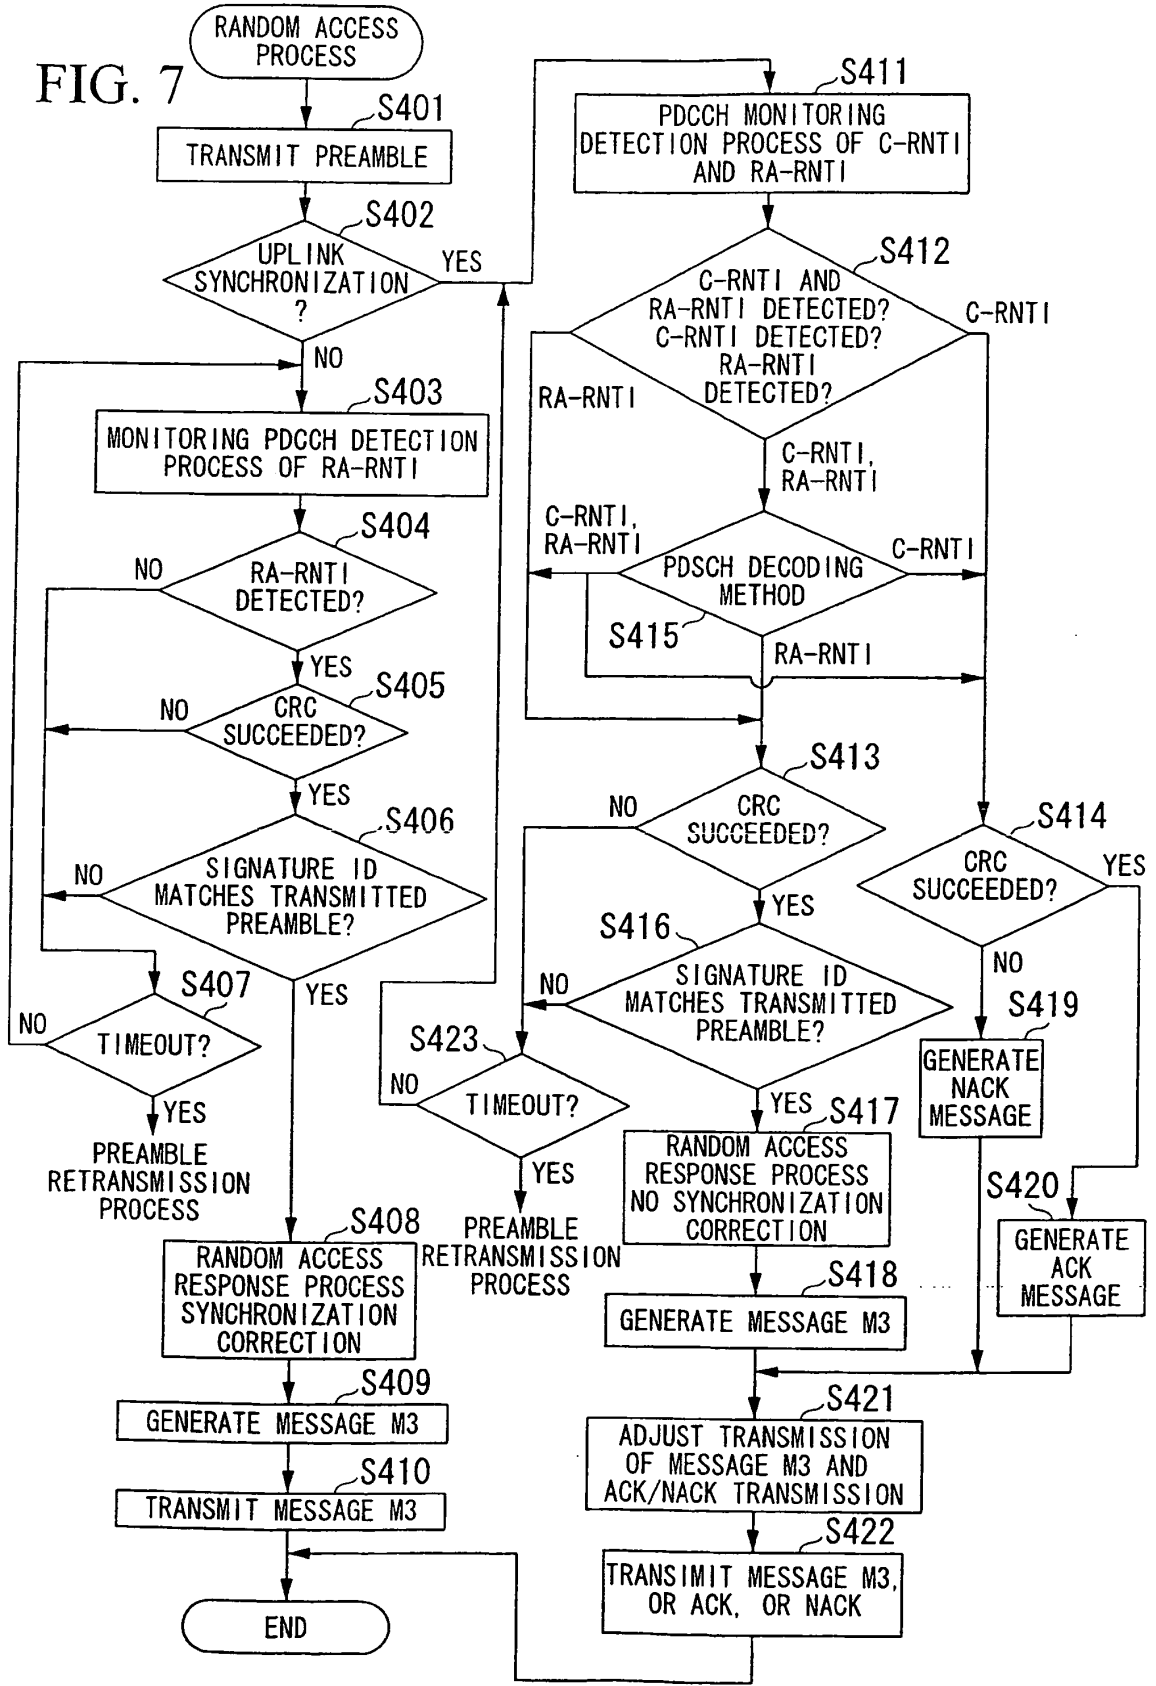 FIG. 7
RANDOM ACCESS
PROCESS
S401
TRANSMIT PREAMBLE
S402
UPLINK
SYNCHRONIZATION
?
YES
NO
S403
MONITORING PDCCH DETECTION
PROCESS OF RA-RNTI
S404
RA-RNTI
DETECTED?
NO
YES
S405
CRC
SUCCEEDED?
NO
YES
S406
SIGNATURE ID
MATCHES TRANSMITTED
PREAMBLE?
NO
YES
S407
TIMEOUT?
NO
YES
PREAMBLE
RETRANSMISSION
PROCESS
S408
RANDOM ACCESS
RESPONSE PROCESS
SYNCHRONIZATION
CORRECTION
S409
GENERATE MESSAGE M3
S410
TRANSMIT MESSAGE M3
END
S411
PDCCH MONITORING
DETECTION PROCESS OF C-RNTI
AND RA-RNTI
S412
C-RNTI AND
RA-RNTI DETECTED?
C-RNTI DETECTED?
RA-RNTI
DETECTED?
C-RNTI
RA-RNTI
C-RNTI,
RA-RNTI
C-RNTI,
RA-RNTI
C-RNTI
PDSCH DECODING
METHOD
S415
RA-RNTI
S413
CRC
SUCCEEDED?
NO
YES
S414
CRC
SUCCEEDED?
YES
NO
S416
SIGNATURE ID
MATCHES TRANSMITTED
PREAMBLE?
NO
YES
S423
TIMEOUT?
NO
YES
PREAMBLE
RETRANSMISSION
PROCESS
S417
RANDOM ACCESS
RESPONSE PROCESS
NO SYNCHRONIZATION
CORRECTION
S418
GENERATE MESSAGE M3
S419
GENERATE
NACK
MESSAGE
S420
GENERATE
ACK
MESSAGE
S421
ADJUST TRANSMISSION
OF MESSAGE M3 AND
ACK/NACK TRANSMISSION
S422
TRANSIMIT MESSAGE M3,
OR ACK, OR NACK